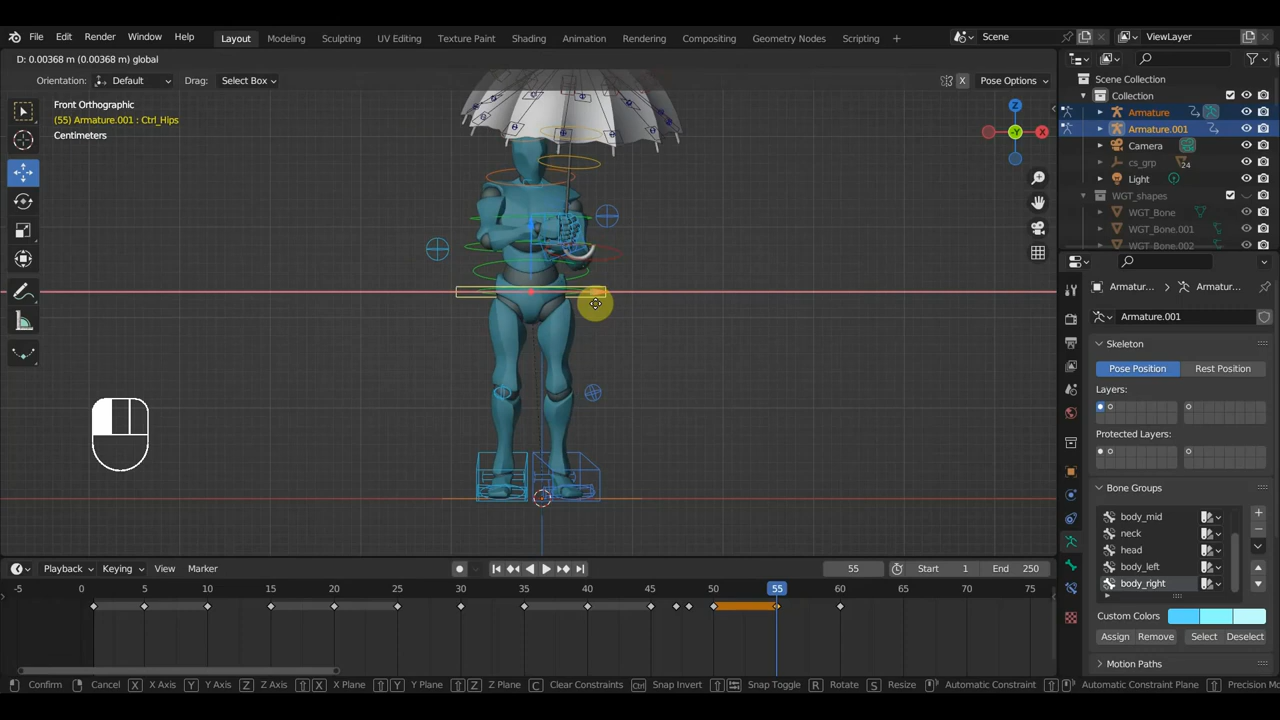 File Edit Render Window Help Layout Modeling Sculpting UV Editing Texture Paint Shading Animation Rendering Compositing Geometry Nodes Scripting + Scene ViewLayer
D: 0.00368 m (0.00368 m) global
Orientation: Default Drag: Select Box X Pose Options
Front Orthographic
(55) Armature.001 : Ctrl_Hips
Centimeters
Z
X
-Y
Scene Collection
Collection
Armature
Armature.001
Camera
cs_grp 24
Light
WGT_shapes
WGT_Bone
WGT_Bone.001
WGT_Bone.002
Armatur... Armatur...
Armature.001
Skeleton
Pose Position Rest Position
Layers:
Protected Layers:
Bone Groups
body_mid
neck
head
body_left
body_right
Custom Colors
Assign Remove Select Deselect
Motion Paths
Playback Keying View Marker 55 Start 1 End 250
-5 0 5 10 15 20 25 30 35 40 45 50 55 60 65 70 75
Confirm Cancel X X Axis Y Y Axis Z Z Axis X X Plane Y Y Plane Z Z Plane C Clear Constraints Ctrl Snap Invert Snap Toggle R Rotate S Resize Automatic Constraint Automatic Constraint Plane Precision Mo